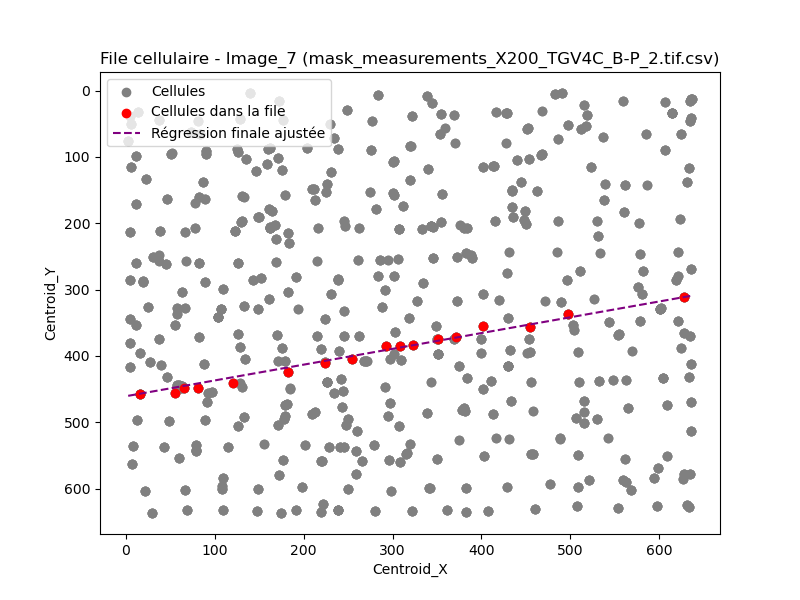 File cellulaire - Image_7 (mask_measurements_X200_TGV4C_B-P_2.tif.csv)
Cellules
Cellules dans la file
Régression finale ajustée
0
100
200
300
400
500
600
Centroid_Y
0 100 200 300 400 500 600
Centroid_X